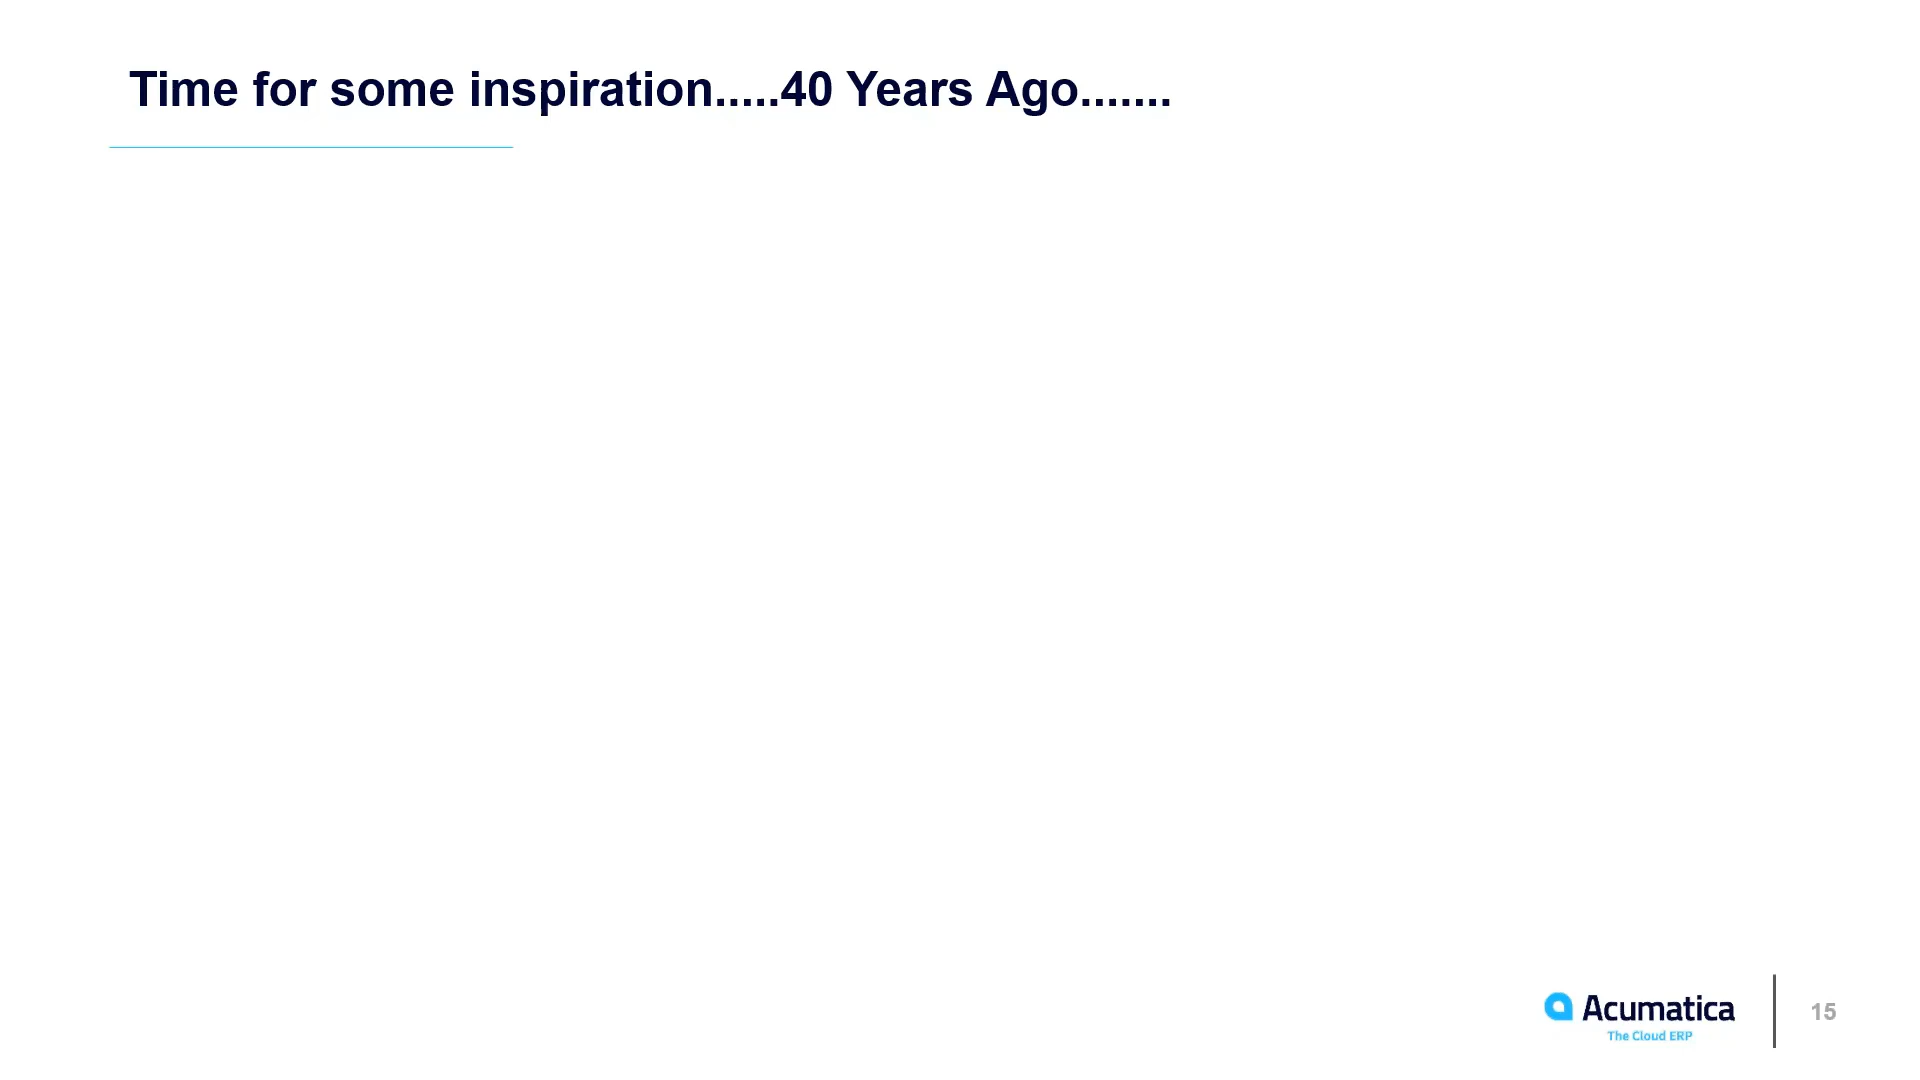 Time for some inspiration.....40 Years Ago.......
Acumatica
The Cloud ERP
15